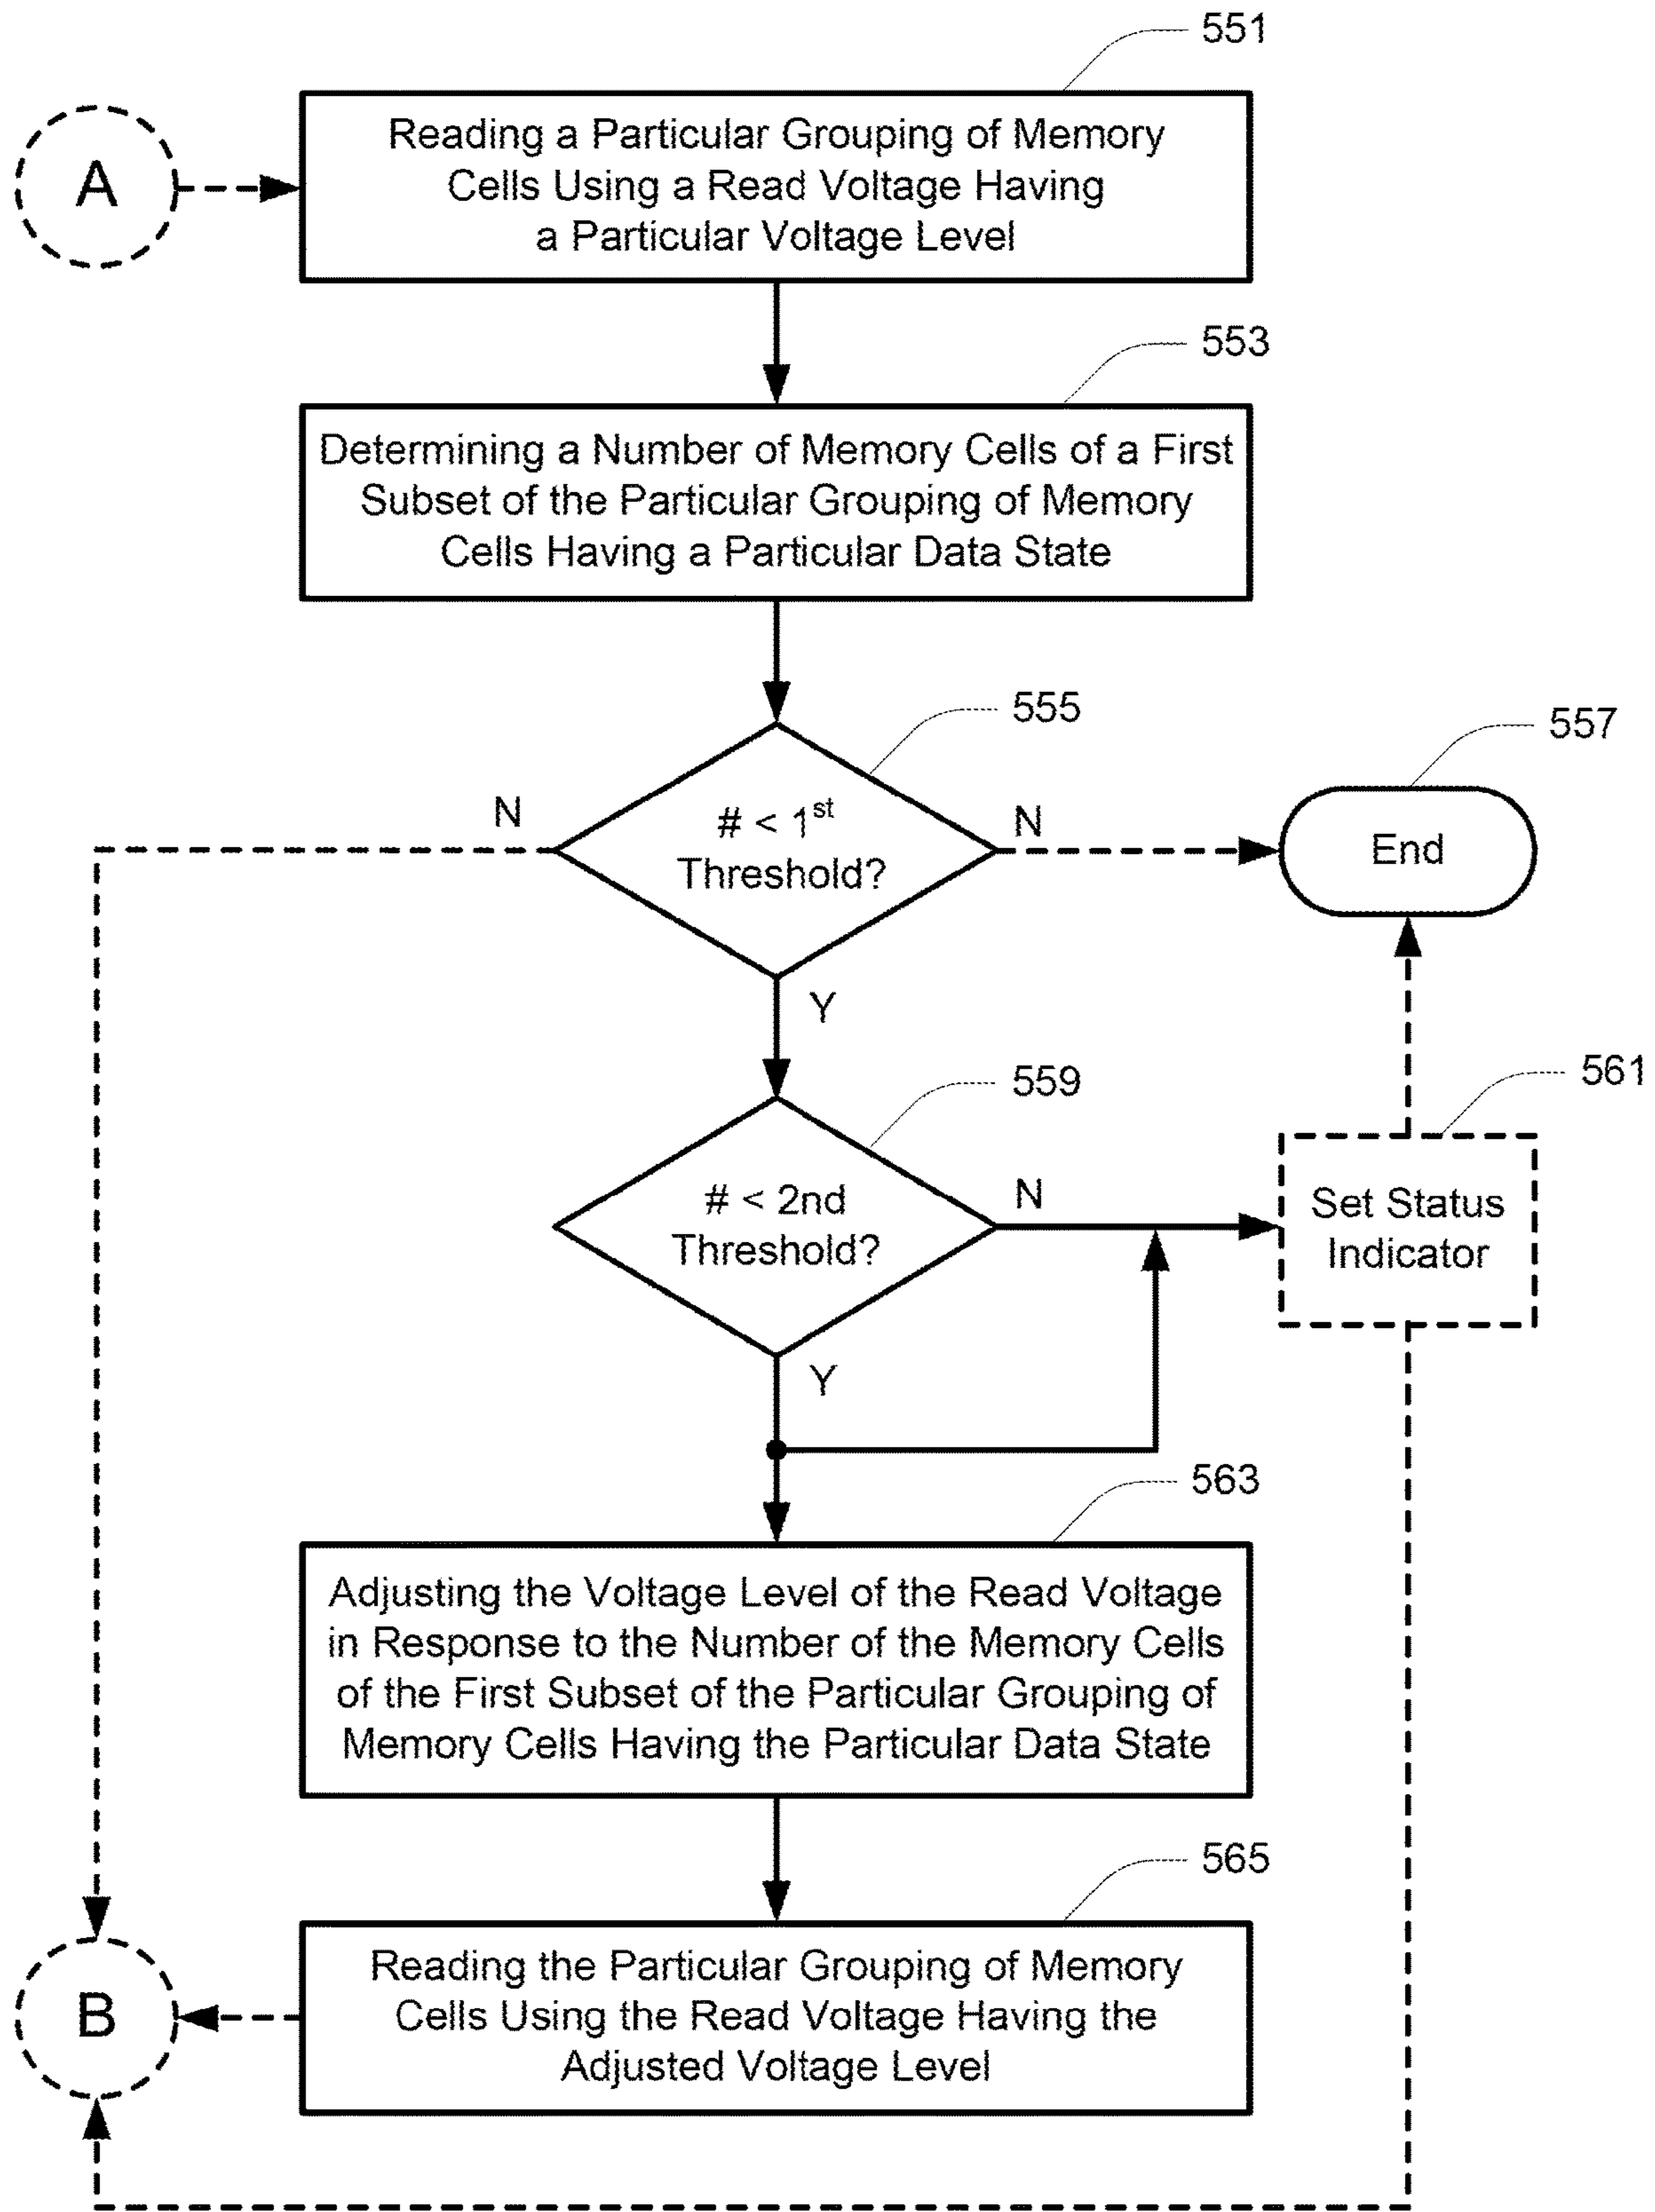 551
A
Reading a Particular Grouping of Memory
Cells Using a Read Voltage Having
a Particular Voltage Level
553
Determining a Number of Memory Cells of a First
Subset of the Particular Grouping of Memory
Cells Having a Particular Data State
555
557
N
# < 1st
Threshold?
N
End
Y
559
561
# < 2nd
Threshold?
N
Set Status
Indicator
Y
563
Adjusting the Voltage Level of the Read Voltage
in Response to the Number of the Memory Cells
of the First Subset of the Particular Grouping of
Memory Cells Having the Particular Data State
565
B
Reading the Particular Grouping of Memory
Cells Using the Read Voltage Having the
Adjusted Voltage Level